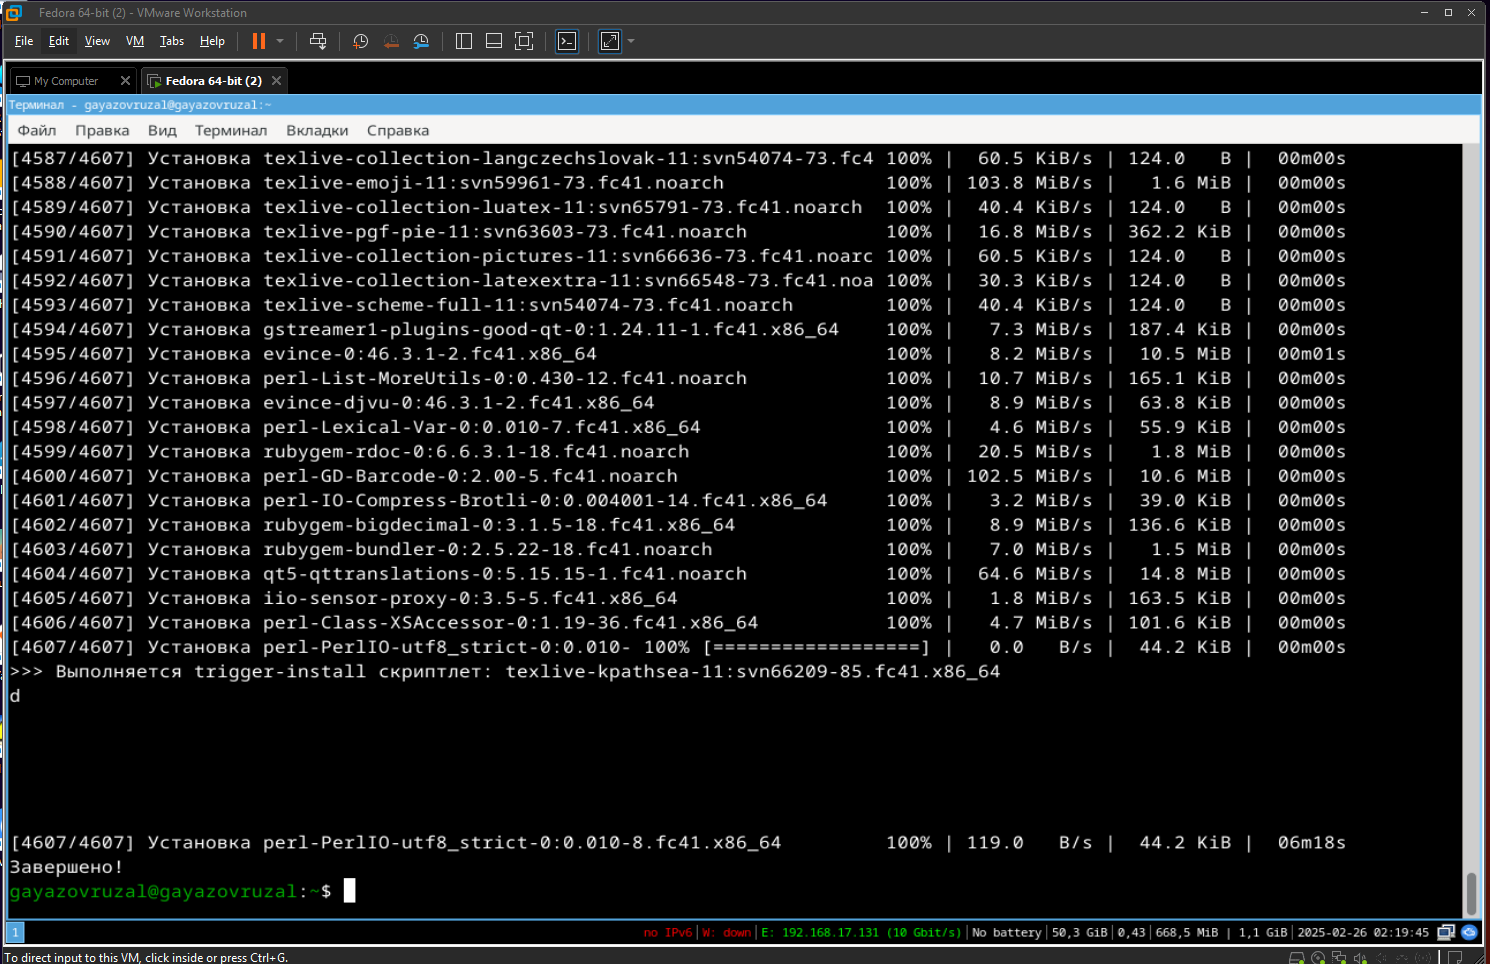 Fedora 64-bit (2) - VMware Workstation
File Edit View VM Tabs Help
My Computer Fedora 64-bit (2)
Терминал - gayazovruzal@gayazovruzal:~
Файл Правка Вид Терминал Вкладки Справка
[4587/4607] Установка texlive-collection-langczechslovak-11:svn54074-73.fc4 100% | 60.5 KiB/s | 124.0 B | 00m00s
[4588/4607] Установка texlive-emoji-11:svn59961-73.fc41.noarch 100% | 103.8 MiB/s | 1.6 MiB | 00m00s
[4589/4607] Установка texlive-collection-luatex-11:svn65791-73.fc41.noarch 100% | 40.4 KiB/s | 124.0 B | 00m00s
[4590/4607] Установка texlive-pgf-pie-11:svn63603-73.fc41.noarch 100% | 16.8 MiB/s | 362.2 KiB | 00m00s
[4591/4607] Установка texlive-collection-pictures-11:svn66636-73.fc41.noarc 100% | 60.5 KiB/s | 124.0 B | 00m00s
[4592/4607] Установка texlive-collection-latexextra-11:svn66548-73.fc41.noa 100% | 30.3 KiB/s | 124.0 B | 00m00s
[4593/4607] Установка texlive-scheme-full-11:svn54074-73.fc41.noarch 100% | 40.4 KiB/s | 124.0 B | 00m00s
[4594/4607] Установка gstreamer1-plugins-good-qt-0:1.24.11-1.fc41.x86_64 100% | 7.3 MiB/s | 187.4 KiB | 00m00s
[4595/4607] Установка evince-0:46.3.1-2.fc41.x86_64 100% | 8.2 MiB/s | 10.5 MiB | 00m01s
[4596/4607] Установка perl-List-MoreUtils-0:0.430-12.fc41.noarch 100% | 10.7 MiB/s | 165.1 KiB | 00m00s
[4597/4607] Установка evince-djvu-0:46.3.1-2.fc41.x86_64 100% | 8.9 MiB/s | 63.8 KiB | 00m00s
[4598/4607] Установка perl-Lexical-Var-0:0.010-7.fc41.x86_64 100% | 4.6 MiB/s | 55.9 KiB | 00m00s
[4599/4607] Установка rubygem-rdoc-0:6.6.3.1-18.fc41.noarch 100% | 20.5 MiB/s | 1.8 MiB | 00m00s
[4600/4607] Установка perl-GD-Barcode-0:2.00-5.fc41.noarch 100% | 102.5 MiB/s | 10.6 MiB | 00m00s
[4601/4607] Установка perl-IO-Compress-Brotli-0:0.004001-14.fc41.x86_64 100% | 3.2 MiB/s | 39.0 KiB | 00m00s
[4602/4607] Установка rubygem-bigdecimal-0:3.1.5-18.fc41.x86_64 100% | 8.9 MiB/s | 136.6 KiB | 00m00s
[4603/4607] Установка rubygem-bundler-0:2.5.22-18.fc41.noarch 100% | 7.0 MiB/s | 1.5 MiB | 00m00s
[4604/4607] Установка qt5-qttranslations-0:5.15.15-1.fc41.noarch 100% | 64.6 MiB/s | 14.8 MiB | 00m00s
[4605/4607] Установка iio-sensor-proxy-0:3.5-5.fc41.x86_64 100% | 1.8 MiB/s | 163.5 KiB | 00m00s
[4606/4607] Установка perl-Class-XSAccessor-0:1.19-36.fc41.x86_64 100% | 4.7 MiB/s | 101.6 KiB | 00m00s
[4607/4607] Установка perl-PerlIO-utf8_strict-0:0.010- 100% [==================] | 0.0 B/s | 44.2 KiB | 00m00s
>>> Выполняется trigger-install скриптлет: texlive-kpathsea-11:svn66209-85.fc41.x86_64
d
[4607/4607] Установка perl-PerlIO-utf8_strict-0:0.010-8.fc41.x86_64 100% | 119.0 B/s | 44.2 KiB | 06m18s
Завершено!
gayazovruzal@gayazovruzal:~$
1 no IPv6|W: down|E: 192.168.17.131 (10 Gbit/s)|No battery|50,3 GiB|0,43|668,5 MiB | 1,1 GiB|2025-02-26 02:19:45
To direct input to this VM, click inside or press Ctrl+G.